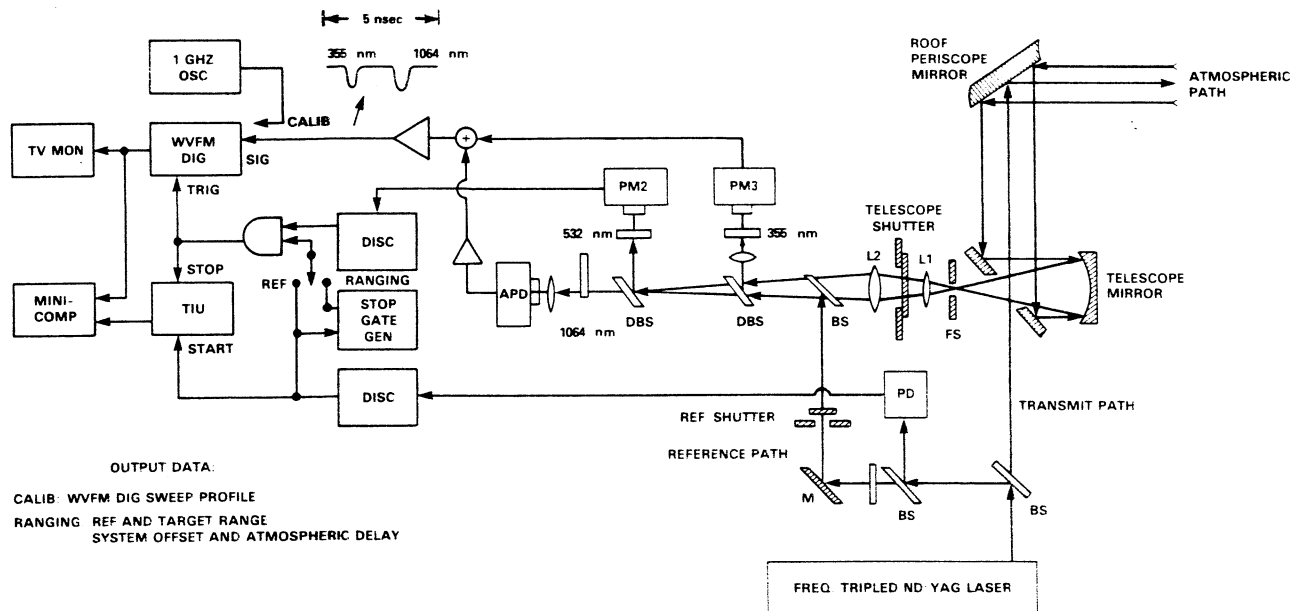 5 nsec
355 nm
1064 nm
1 GHZ
OSC
CALIB
ROOF
PERISCOPE
MIRROR
ATMOSPHERIC
PATH
TV MON
WVFM
DIG
SIG
TRIG
PM2
PM3
532 nm
355 nm
TELESCOPE
SHUTTER
L2
L1
DISC
RANGING
STOP
REF
MINI-
COMP
TIU
START
STOP
GATE
GEN
APD
1064 nm
DBS
DBS
BS
FS
TELESCOPE
MIRROR
DISC
PD
REF SHUTTER
TRANSMIT PATH
REFERENCE PATH
M
BS
BS
FREQ. TRIPLED ND YAG LASER
OUTPUT DATA:
CALIB: WVFM DIG SWEEP PROFILE
RANGING REF AND TARGET RANGE
SYSTEM OFFSET AND ATMOSPHERIC DELAY